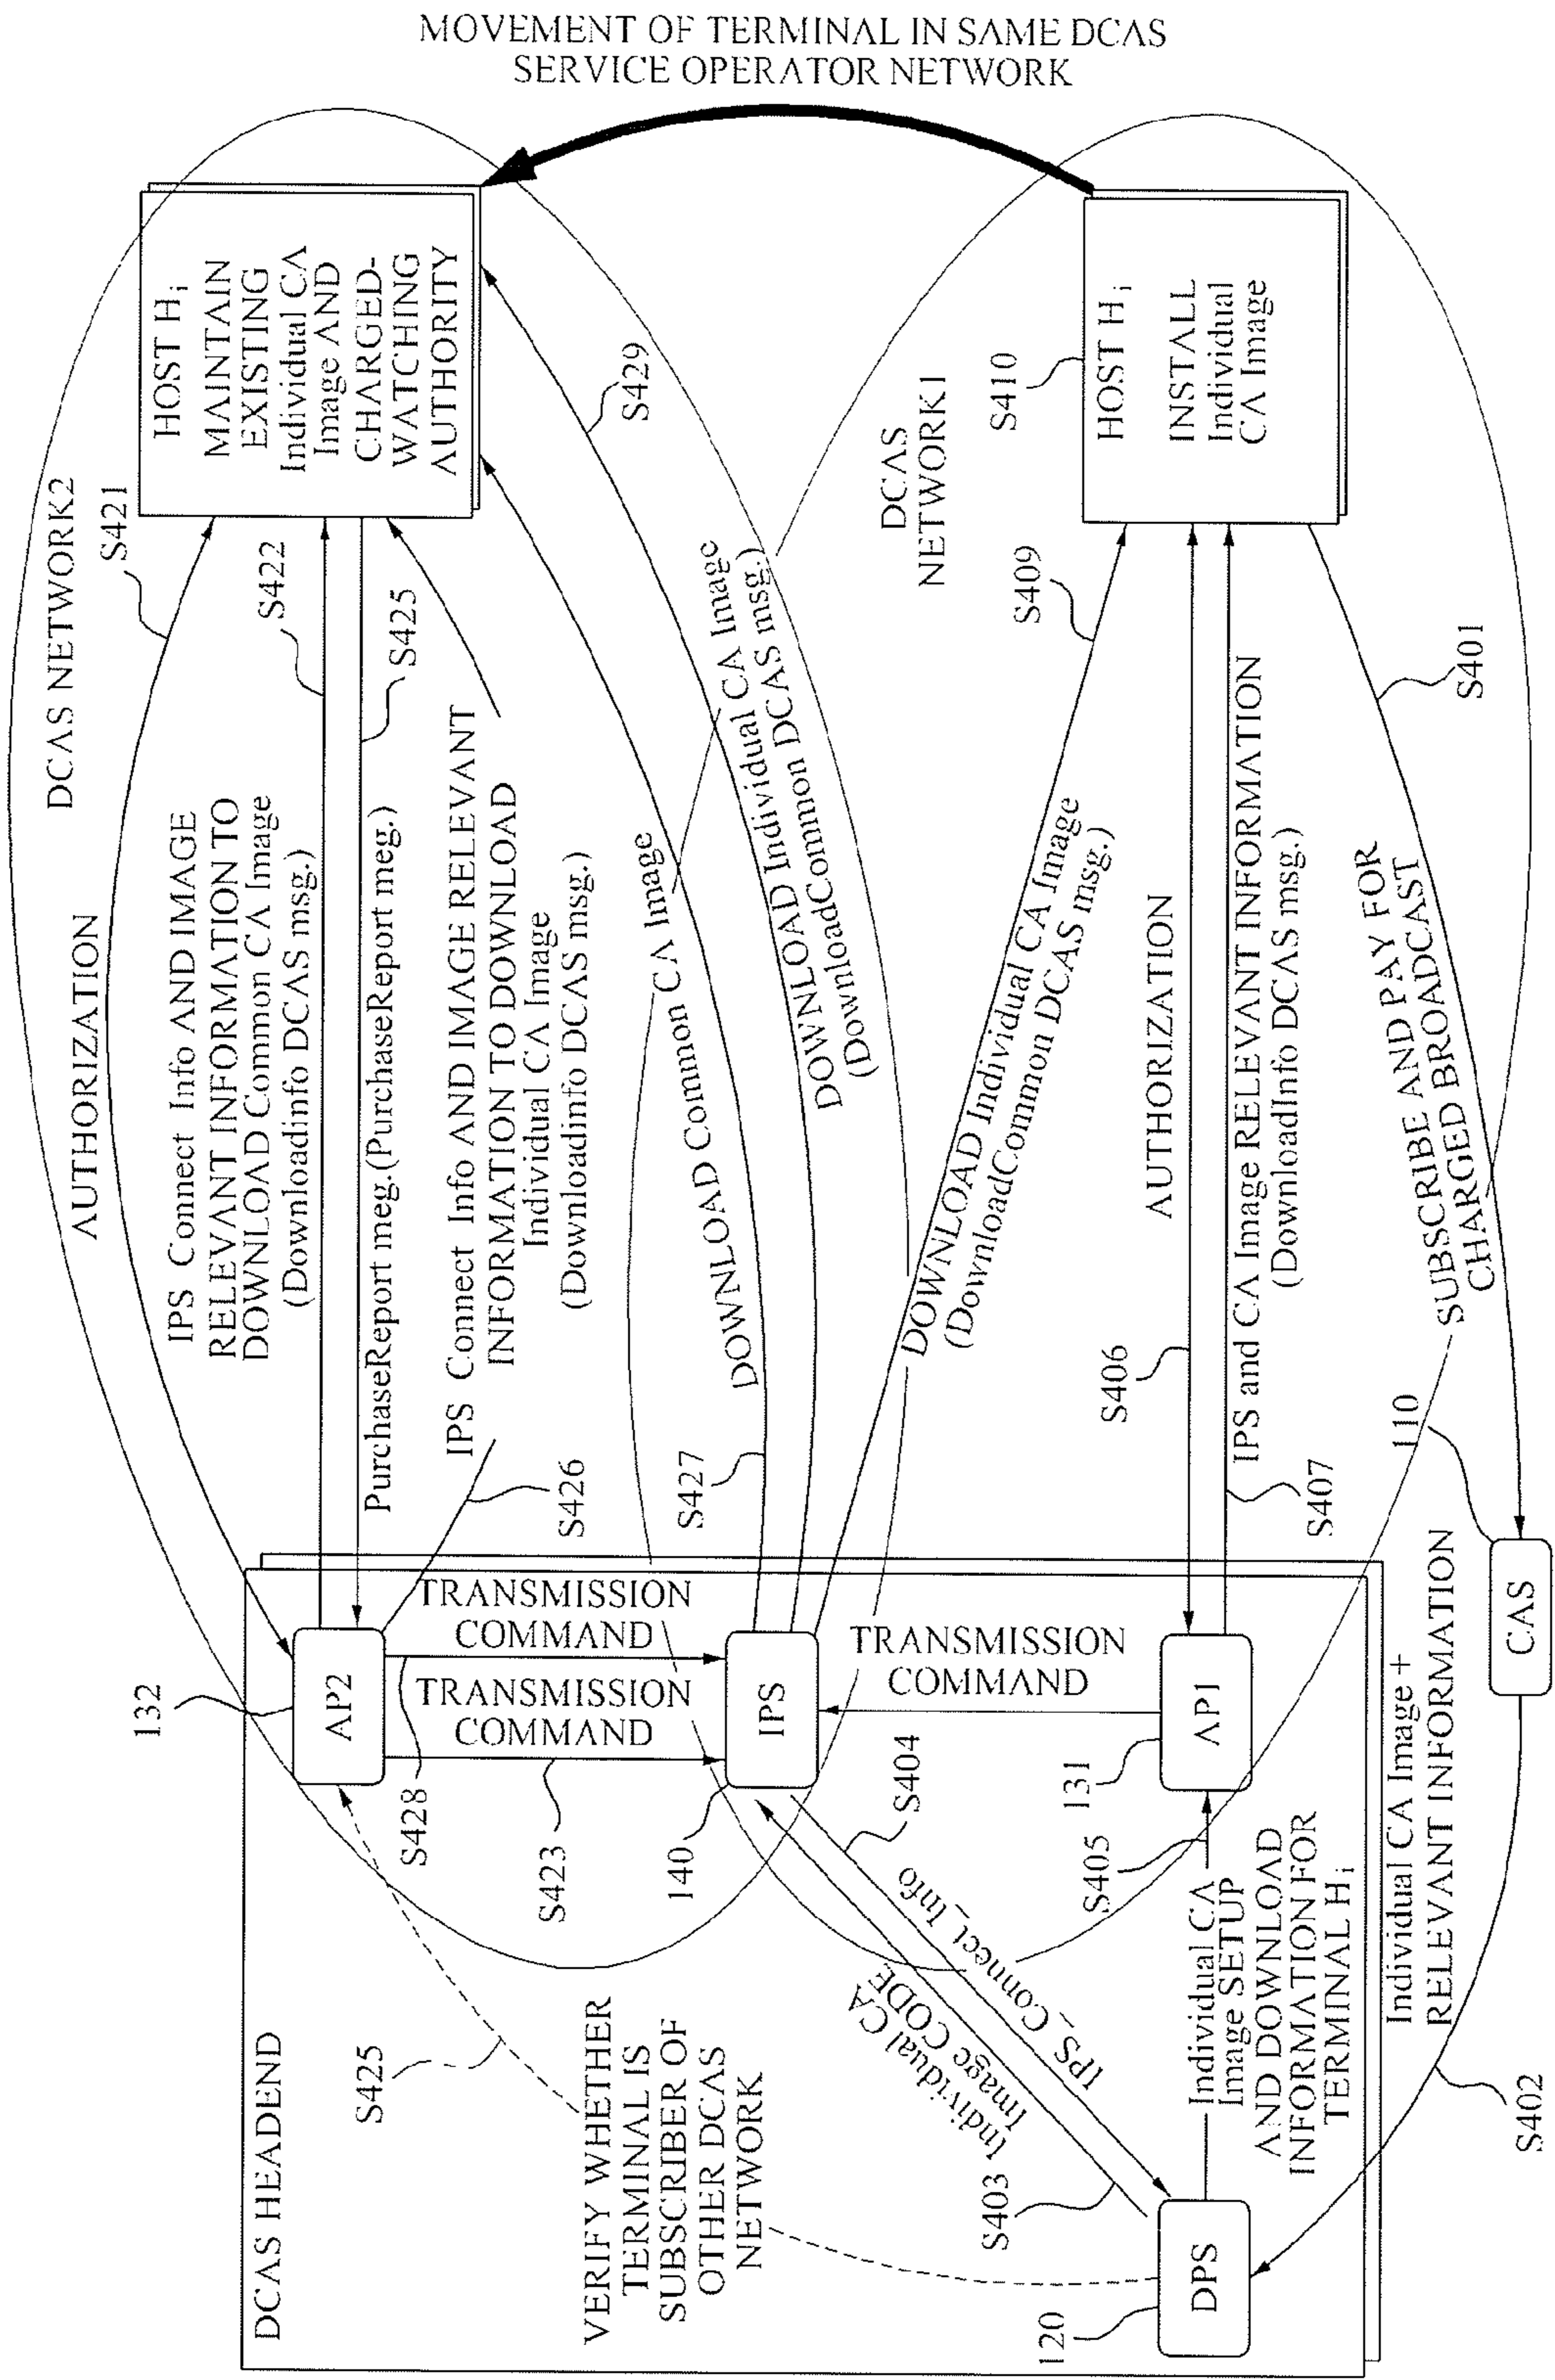 MOVEMENT OF TERMINAL IN SAME DCAS
SERVICE OPERATOR NETWORK
DCAS NETWORK2
S421
AUTHORIZATION
HOST Hi
MAINTAIN
EXISTING
Individual CA
Image AND
CHARGED-
WATCHING
AUTHORITY
S422
IPS Connect Info AND IMAGE
RELEVANT INFORMATION TO
DOWNLOAD Common CA Image
(Downloadinfo DCAS msg.)
S425
PurchaseReport meg.(PurchaseReport meg.)
IPS Connect Info AND IMAGE RELEVANT
INFORMATION TO DOWNLOAD
Individual CA Image
(Downloadinfo DCAS msg.)
S426
S429
DOWNLOAD Common CA Image
S427
DOWNLOAD Individual CA Image
(DownloadCommon DCAS msg.)
CA Image
DCAS
NETWORK1
S410
HOST Hi
INSTALL
Individual
CA Image
S409
DOWNLOAD Individual CA Image
(DownloadCommon DCAS msg.)
AUTHORIZATION
S406
IPS and CA Image RELEVANT INFORMATION
(DownloadInfo DCAS msg.)
S407
S401
SUBSCRIBE AND PAY FOR
CHARGED BROADCAST
110
CAS
DCAS HEADEND
132
AP2
TRANSMISSION
COMMAND
S428
TRANSMISSION
COMMAND
S423
IPS
140
TRANSMISSION
COMMAND
AP1
131
S425
VERIFY WHETHER
TERMINAL IS
SUBSCRIBER OF
OTHER DCAS
NETWORK
S404
IPS_Connect_Info
Individual CA
Image CODE
S403
S405
Individual CA
Image SETUP
AND DOWNLOAD
INFORMATION FOR
TERMINAL Hi
DPS
120
Individual CA Image +
RELEVANT INFORMATION
S402